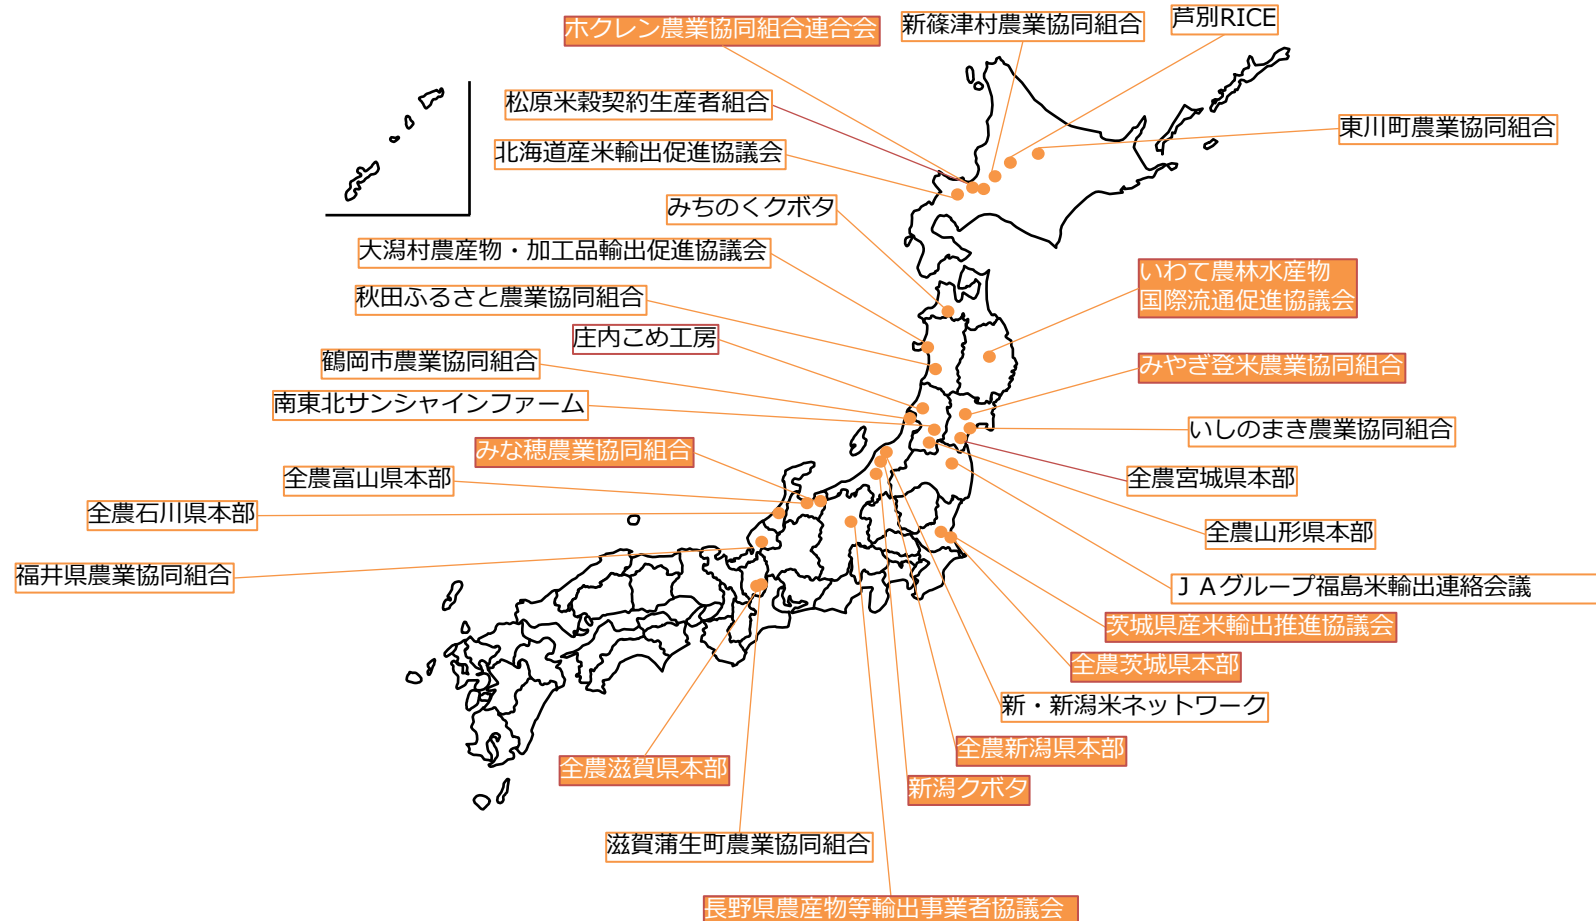 ホクレン農業協同組合連合会
新篠津村農業協同組合
芦別RICE
松原米穀契約生産者組合
東川町農業協同組合
北海道産米輸出促進協議会
みちのくクボタ
大潟村農産物・加工品輸出促進協議会
いわて農林水産物
国際流通促進協議会
秋田ふるさと農業協同組合
庄内こめ工房
鶴岡市農業協同組合
みやぎ登米農業協同組合
南東北サンシャインファーム
いしのまき農業協同組合
みな穂農業協同組合
全農富山県本部
全農宮城県本部
全農石川県本部
全農山形県本部
福井県農業協同組合
ＪＡグループ福島米輸出連絡会議
茨城県産米輸出推進協議会
全農茨城県本部
新・新潟米ネットワーク
全農新潟県本部
全農滋賀県本部
新潟クボタ
滋賀蒲生町農業協同組合
長野県農産物等輸出事業者協議会